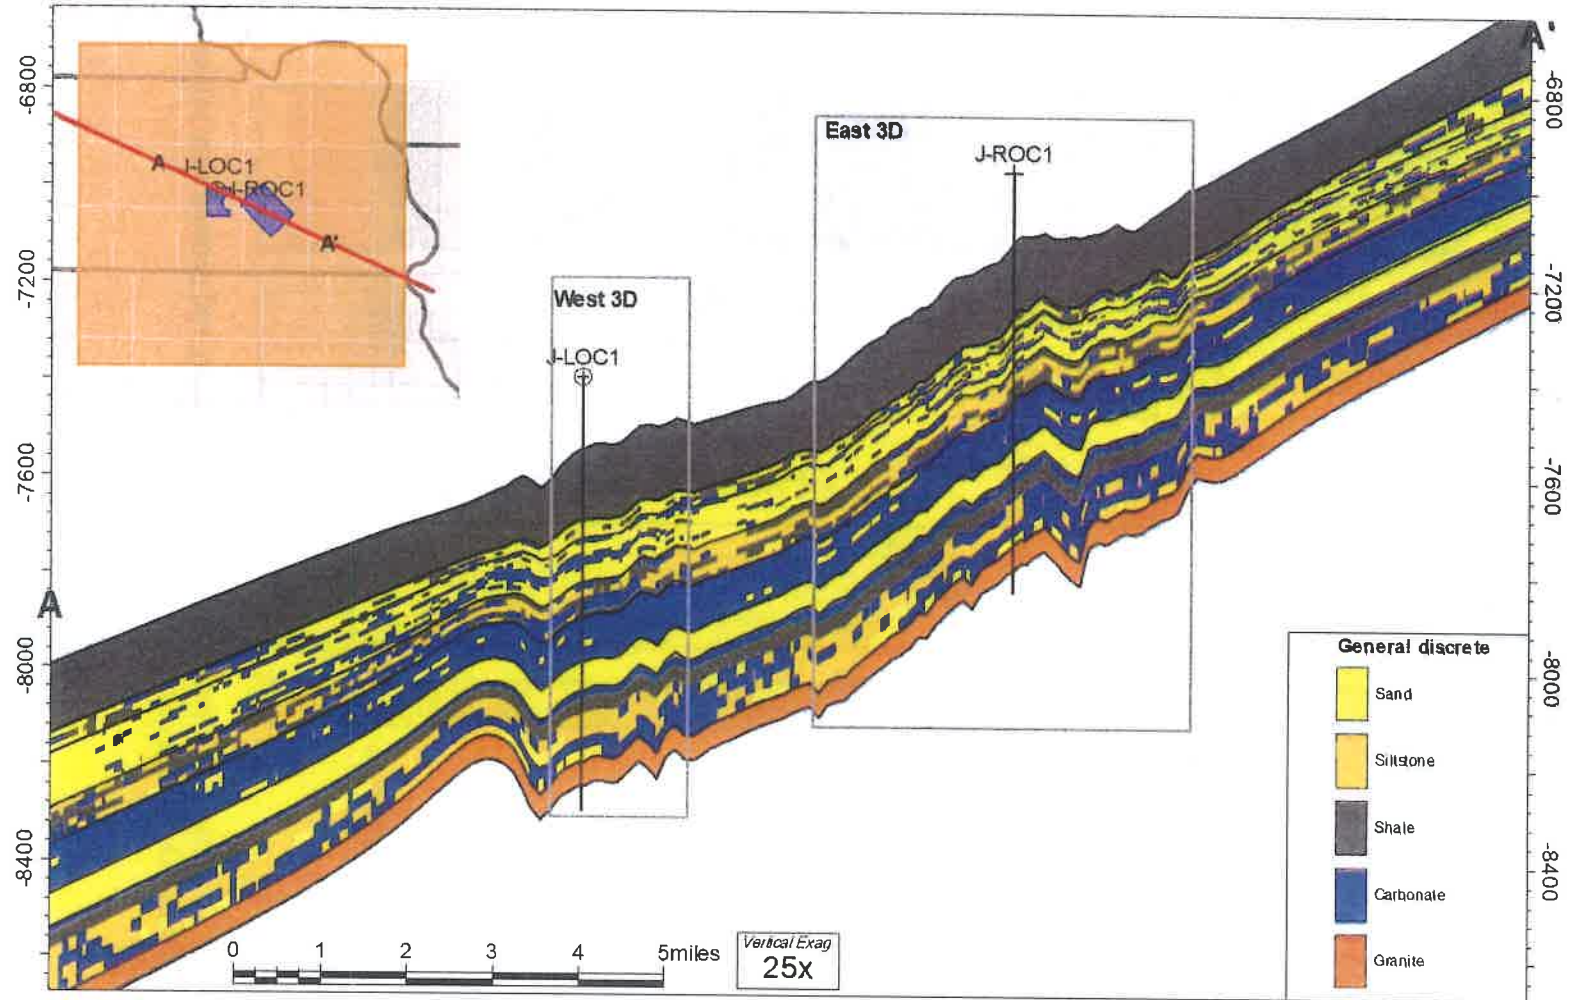 A'
-6800
-6800
A
I-LOC1
J-ROC1
A'
East 3D
J-ROC1
-7200
-7200
West 3D
J-LOC1
-7600
-7600
A
-8000
-8000
General discrete
Sand
Siltstone
Shale
-8400
-8400
Carbonate
Granite
0 1 2 3 4 5miles
Vertical Exag
25x